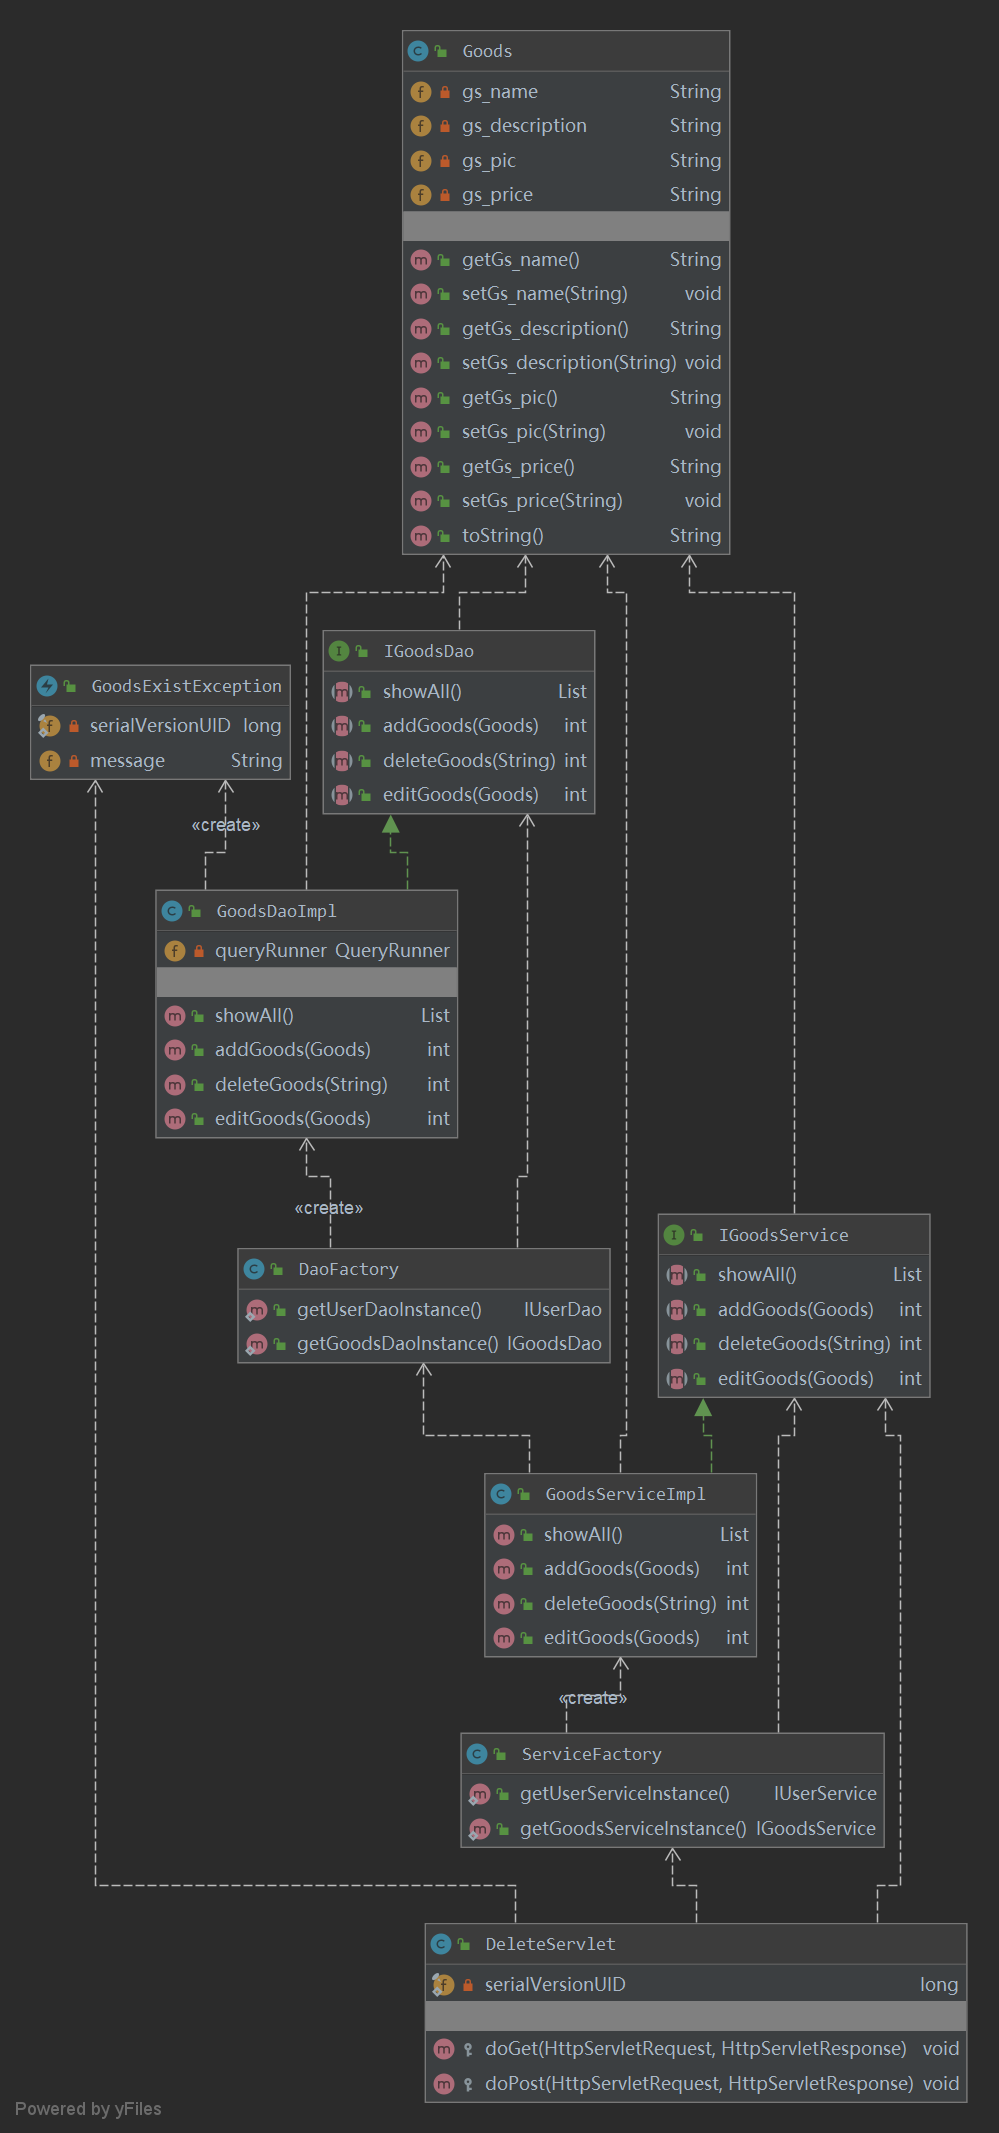 Goods
gs_name String
gs_description String
gs_pic String
gs_price String
getGs_name() String
setGs_name(String) void
getGs_description() String
setGs_description(String) void
getGs_pic() String
setGs_pic(String) void
getGs_price() String
setGs_price(String) void
toString() String
IGoodsDao
showAll() List
addGoods(Goods) int
deleteGoods(String) int
editGoods(Goods) int
GoodsExistException
serialVersionUID long
message String
«create»
GoodsDaoImpl
queryRunner QueryRunner
showAll() List
addGoods(Goods) int
deleteGoods(String) int
editGoods(Goods) int
«create»
DaoFactory
getUserDaoInstance() IUserDao
getGoodsDaoInstance() IGoodsDao
IGoodsService
showAll() List
addGoods(Goods) int
deleteGoods(String) int
editGoods(Goods) int
GoodsServiceImpl
showAll() List
addGoods(Goods) int
deleteGoods(String) int
editGoods(Goods) int
«create»
ServiceFactory
getUserServiceInstance() IUserService
getGoodsServiceInstance() IGoodsService
DeleteServlet
serialVersionUID long
doGet(HttpServletRequest, HttpServletResponse) void
doPost(HttpServletRequest, HttpServletResponse) void
Powered by yFiles